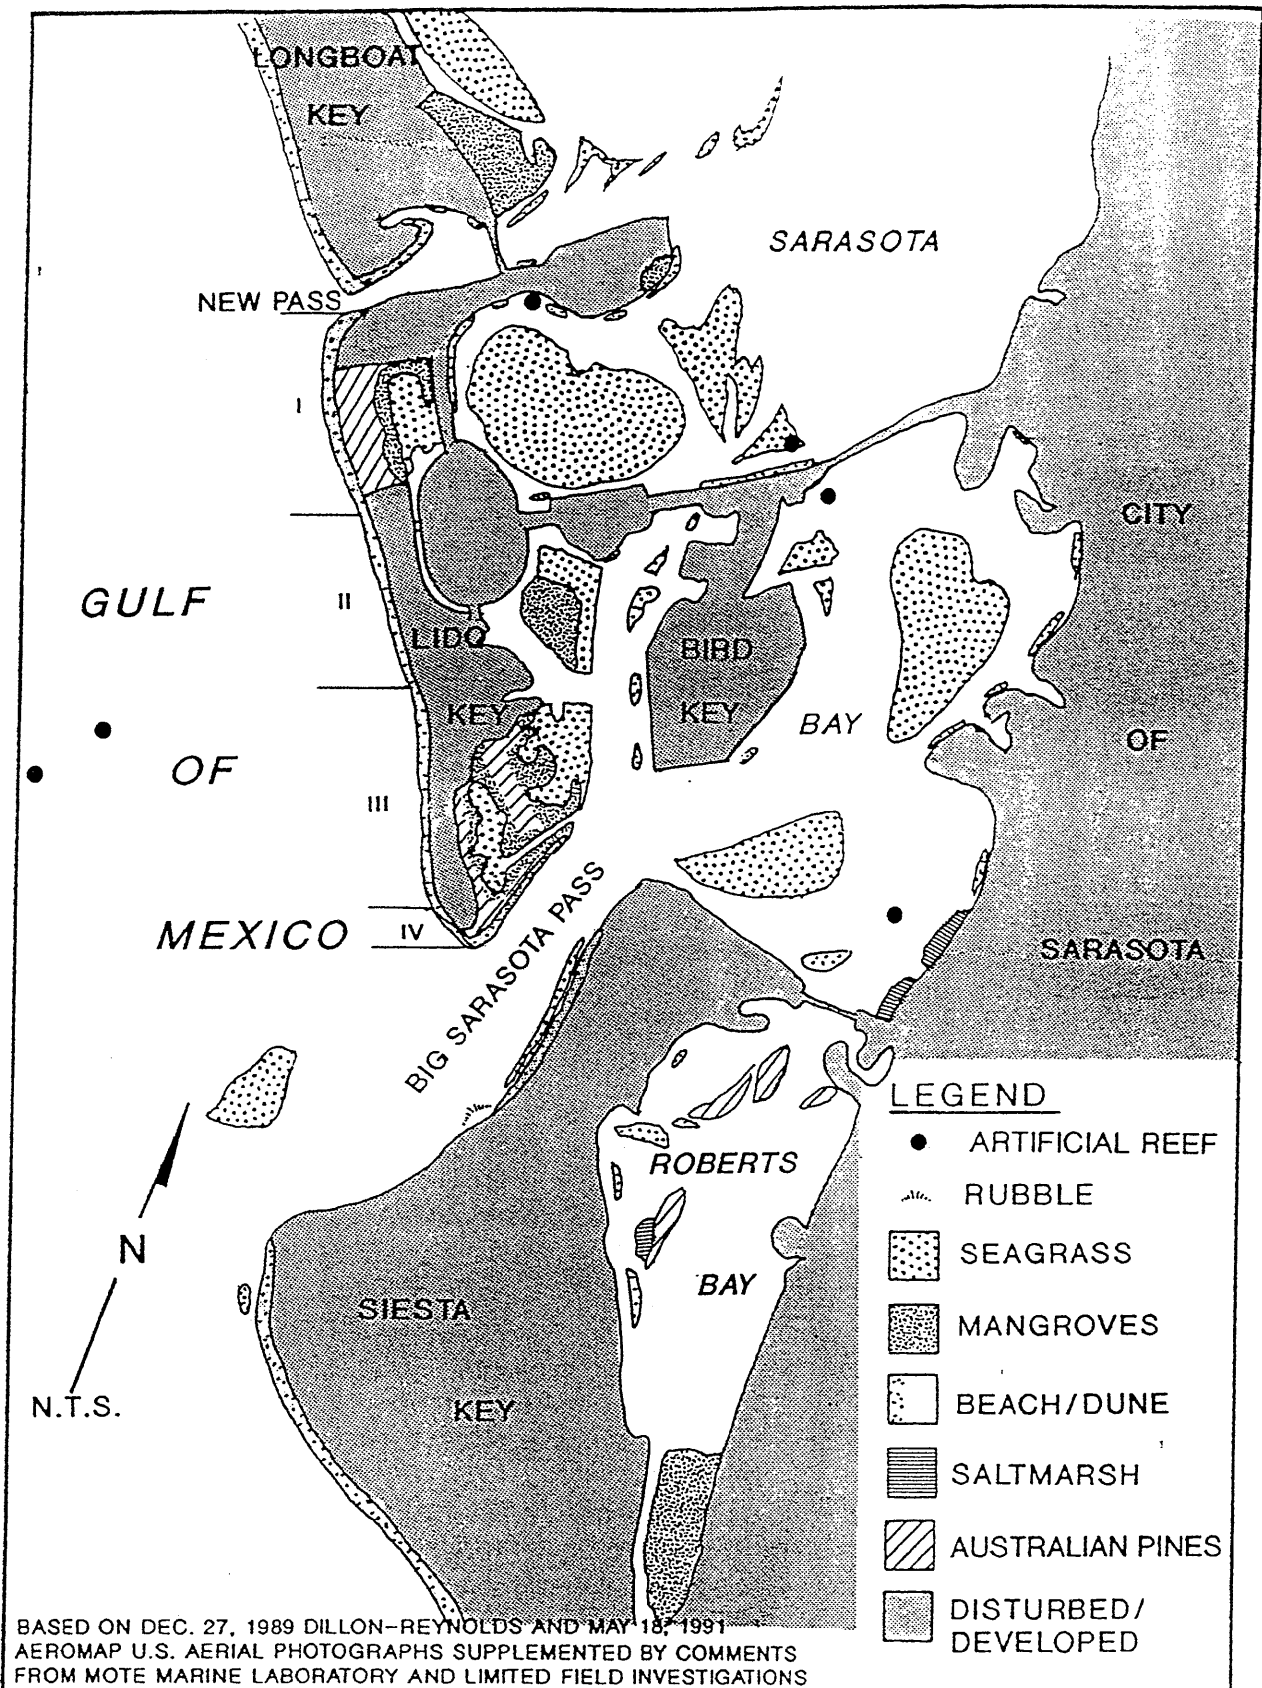 LONGBOAT
KEY
SARASOTA
NEW PASS
I
CITY
GULF
II
LIDO
BIRD
KEY
KEY
BAY
OF
OF
III
MEXICO
IV
BIG SARASOTA PASS
SARASOTA
LEGEND
ARTIFICIAL REEF
RUBBLE
SEAGRASS
MANGROVES
BEACH/DUNE
SALTMARSH
AUSTRALIAN PINES
DISTURBED/
DEVELOPED
ROBERTS
BAY
N
SIESTA
KEY
N.T.S.
BASED ON DEC. 27, 1989 DILLON-REYNOLDS AND MAY 18, 1991
AEROMAP U.S. AERIAL PHOTOGRAPHS SUPPLEMENTED BY COMMENTS
FROM MOTE MARINE LABORATORY AND LIMITED FIELD INVESTIGATIONS